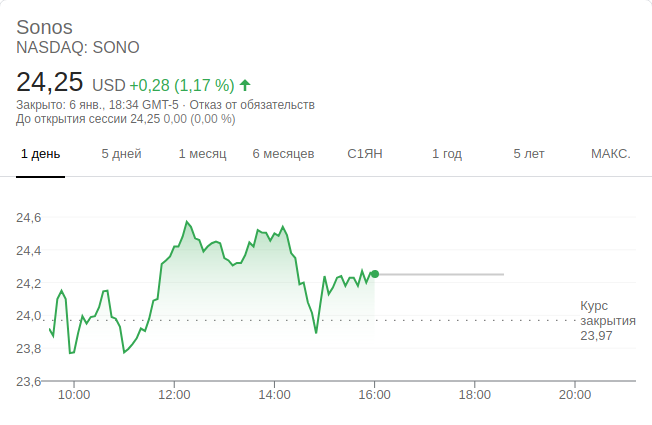 Sonos
NASDAQ: SONO
24,25 USD +0,28 (1,17 %)
Закрыто: 6 янв., 18:34 GMT-5 · Отказ от обязательств
До открытия сессии 24,25 0,00 (0,00 %)
1 день 5 дней 1 месяц 6 месяцев С1ЯН 1 год 5 лет МАКС.
24,6
24,4
24,2
24,0
23,8
23,6
Курс
закрытия
23,97
10:00 12:00 14:00 16:00 18:00 20:00